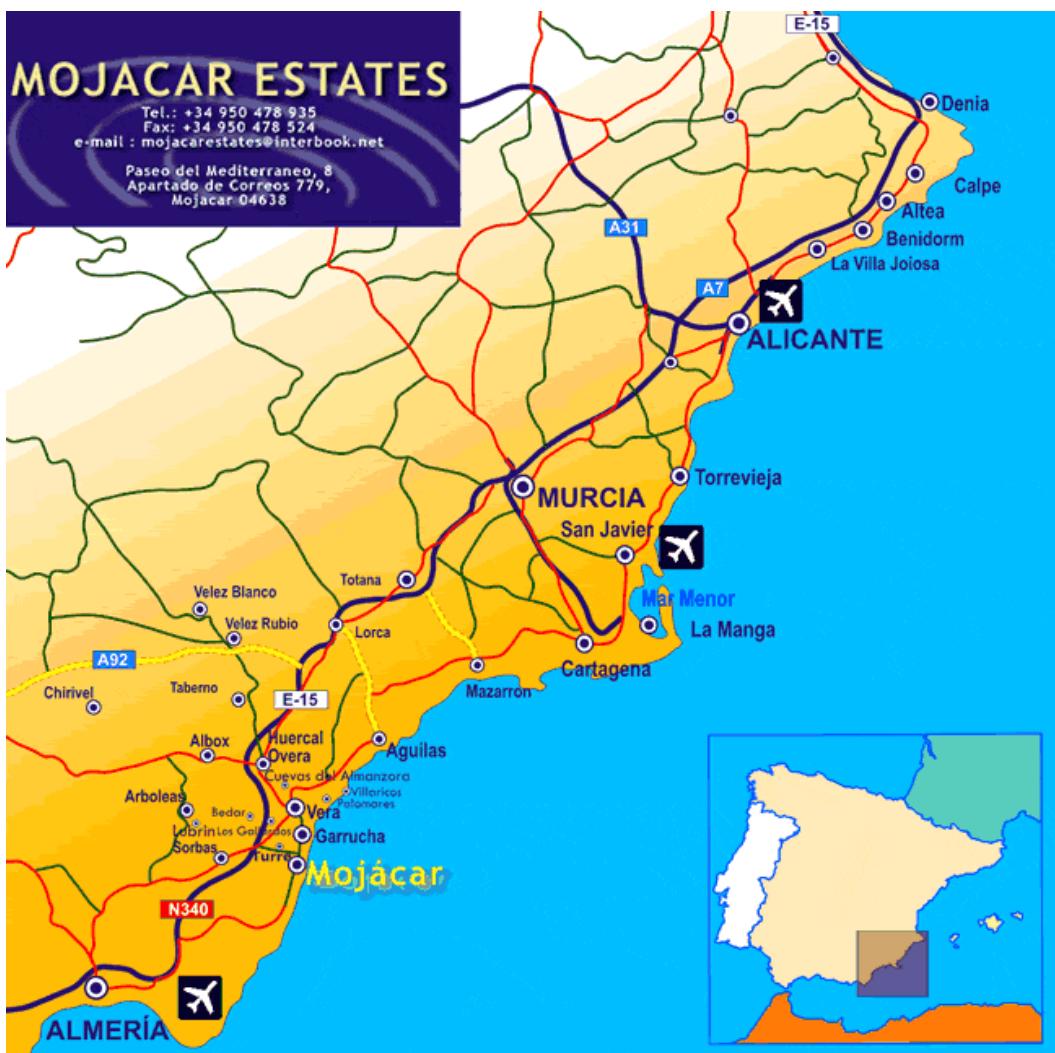 MOJACAR ESTATES
Tel.: +34 950 478 935
Fax: +34 950 478 524
e-mail : mojacarestates@interbook.net
Paseo del Mediterraneo, 8
Apartado de Correos 779,
Mojacar 04638
E-15
Denia
Calpe
Altea
A31
Benidorm
La Villa Joiosa
A7
ALICANTE
Torrevieja
MURCIA
San Javier
Totana
Velez Blanco
Mar Menor
Velez Rubio
Lorca
La Manga
A92
Cartagena
Chirivel
Taberno
E-15
Mazarron
Albox
Huercal
Overa
Aguilas
Cuevas del Almanzora
Arboleas
Villaricos
Palomares
Bedar
Vera
Lubrin
Los Gallardos
Garrucha
Sorbas
Turre
Mojácar
N340
ALMERÍA